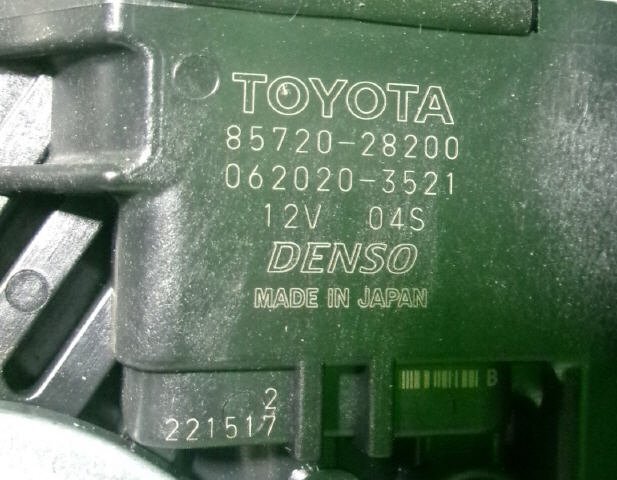 TOYOTA
85720-28200
062020-3521
12V 04S
DENSO
MADE IN JAPAN
B
2
221517